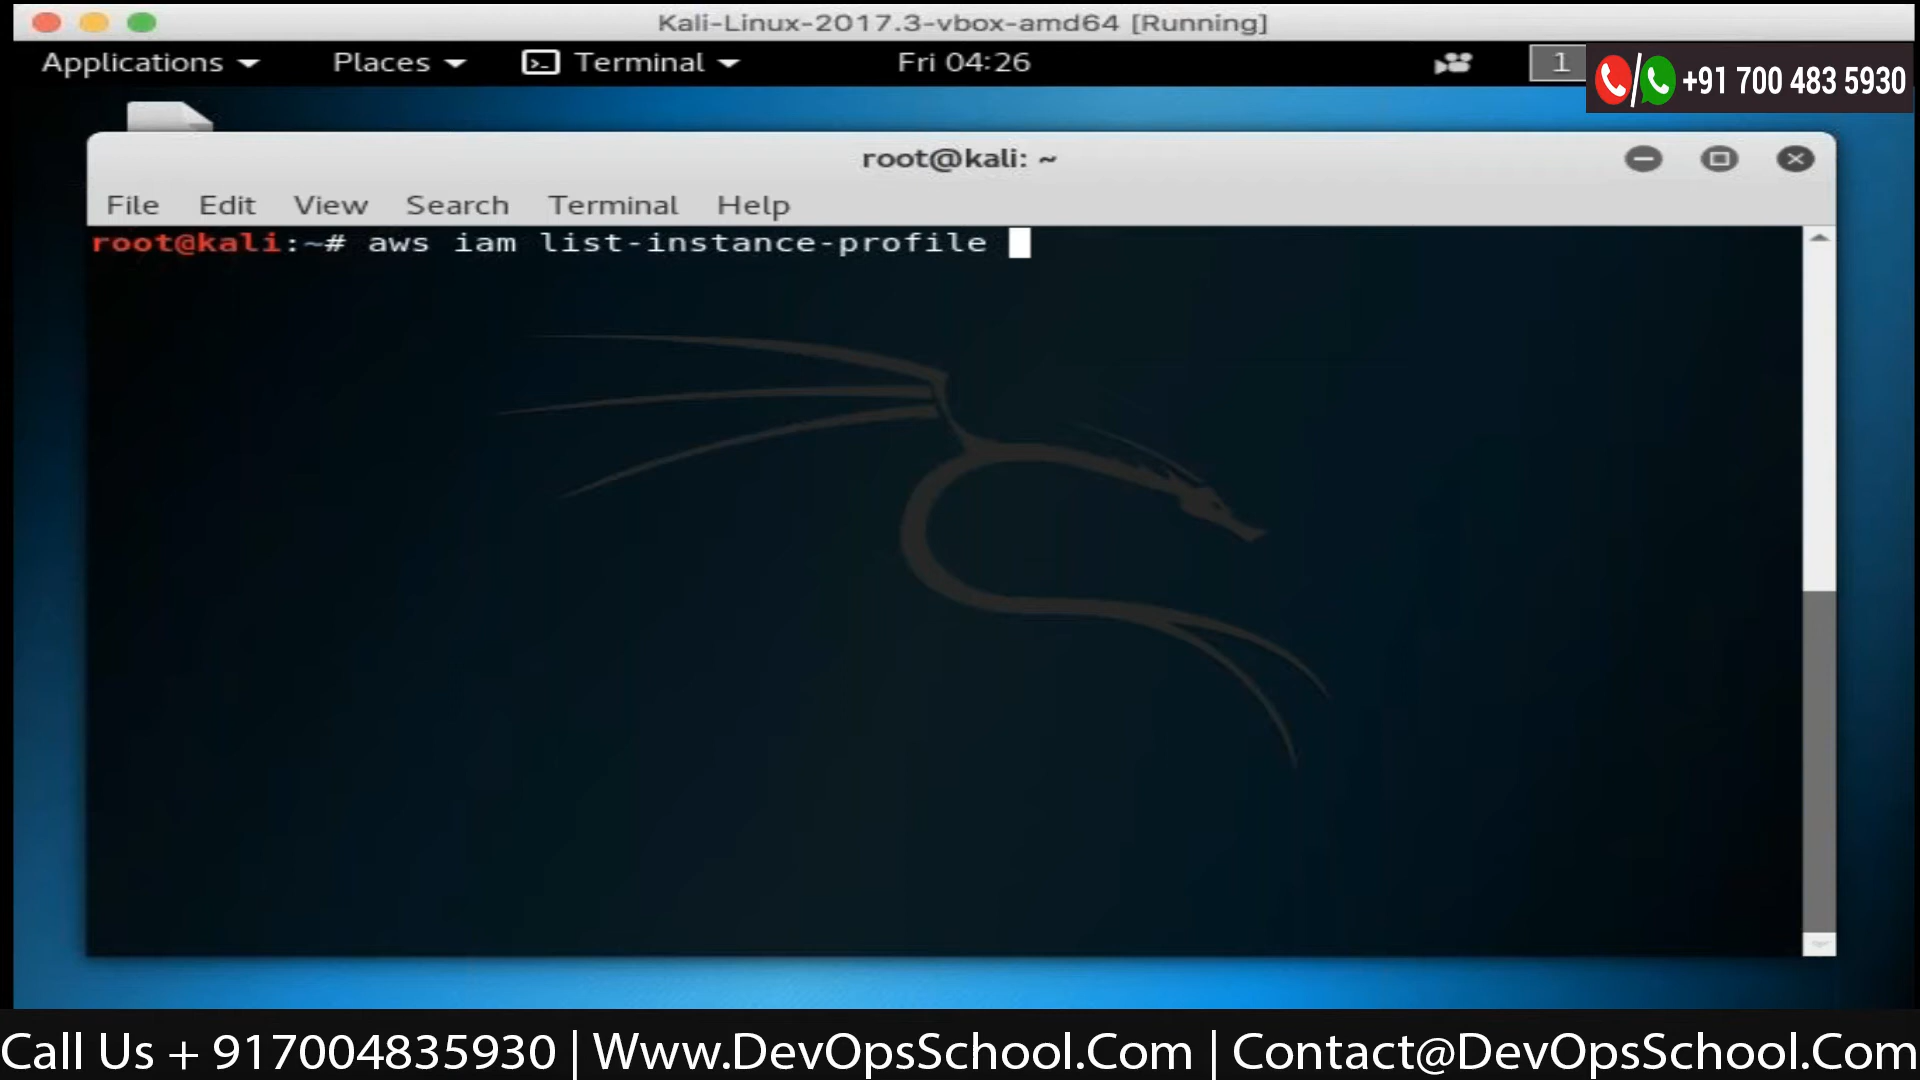 Kali-Linux-2017.3-vbox-amd64 [Running]
Applications Places Terminal Fri 04:26 1
+91 700 483 5930
root@kali: ~
File Edit View Search Terminal Help
root@kali:~# aws iam list-instance-profile
Call Us + 917004835930 | Www.DevOpsSchool.Com | Contact@DevOpsSchool.Com